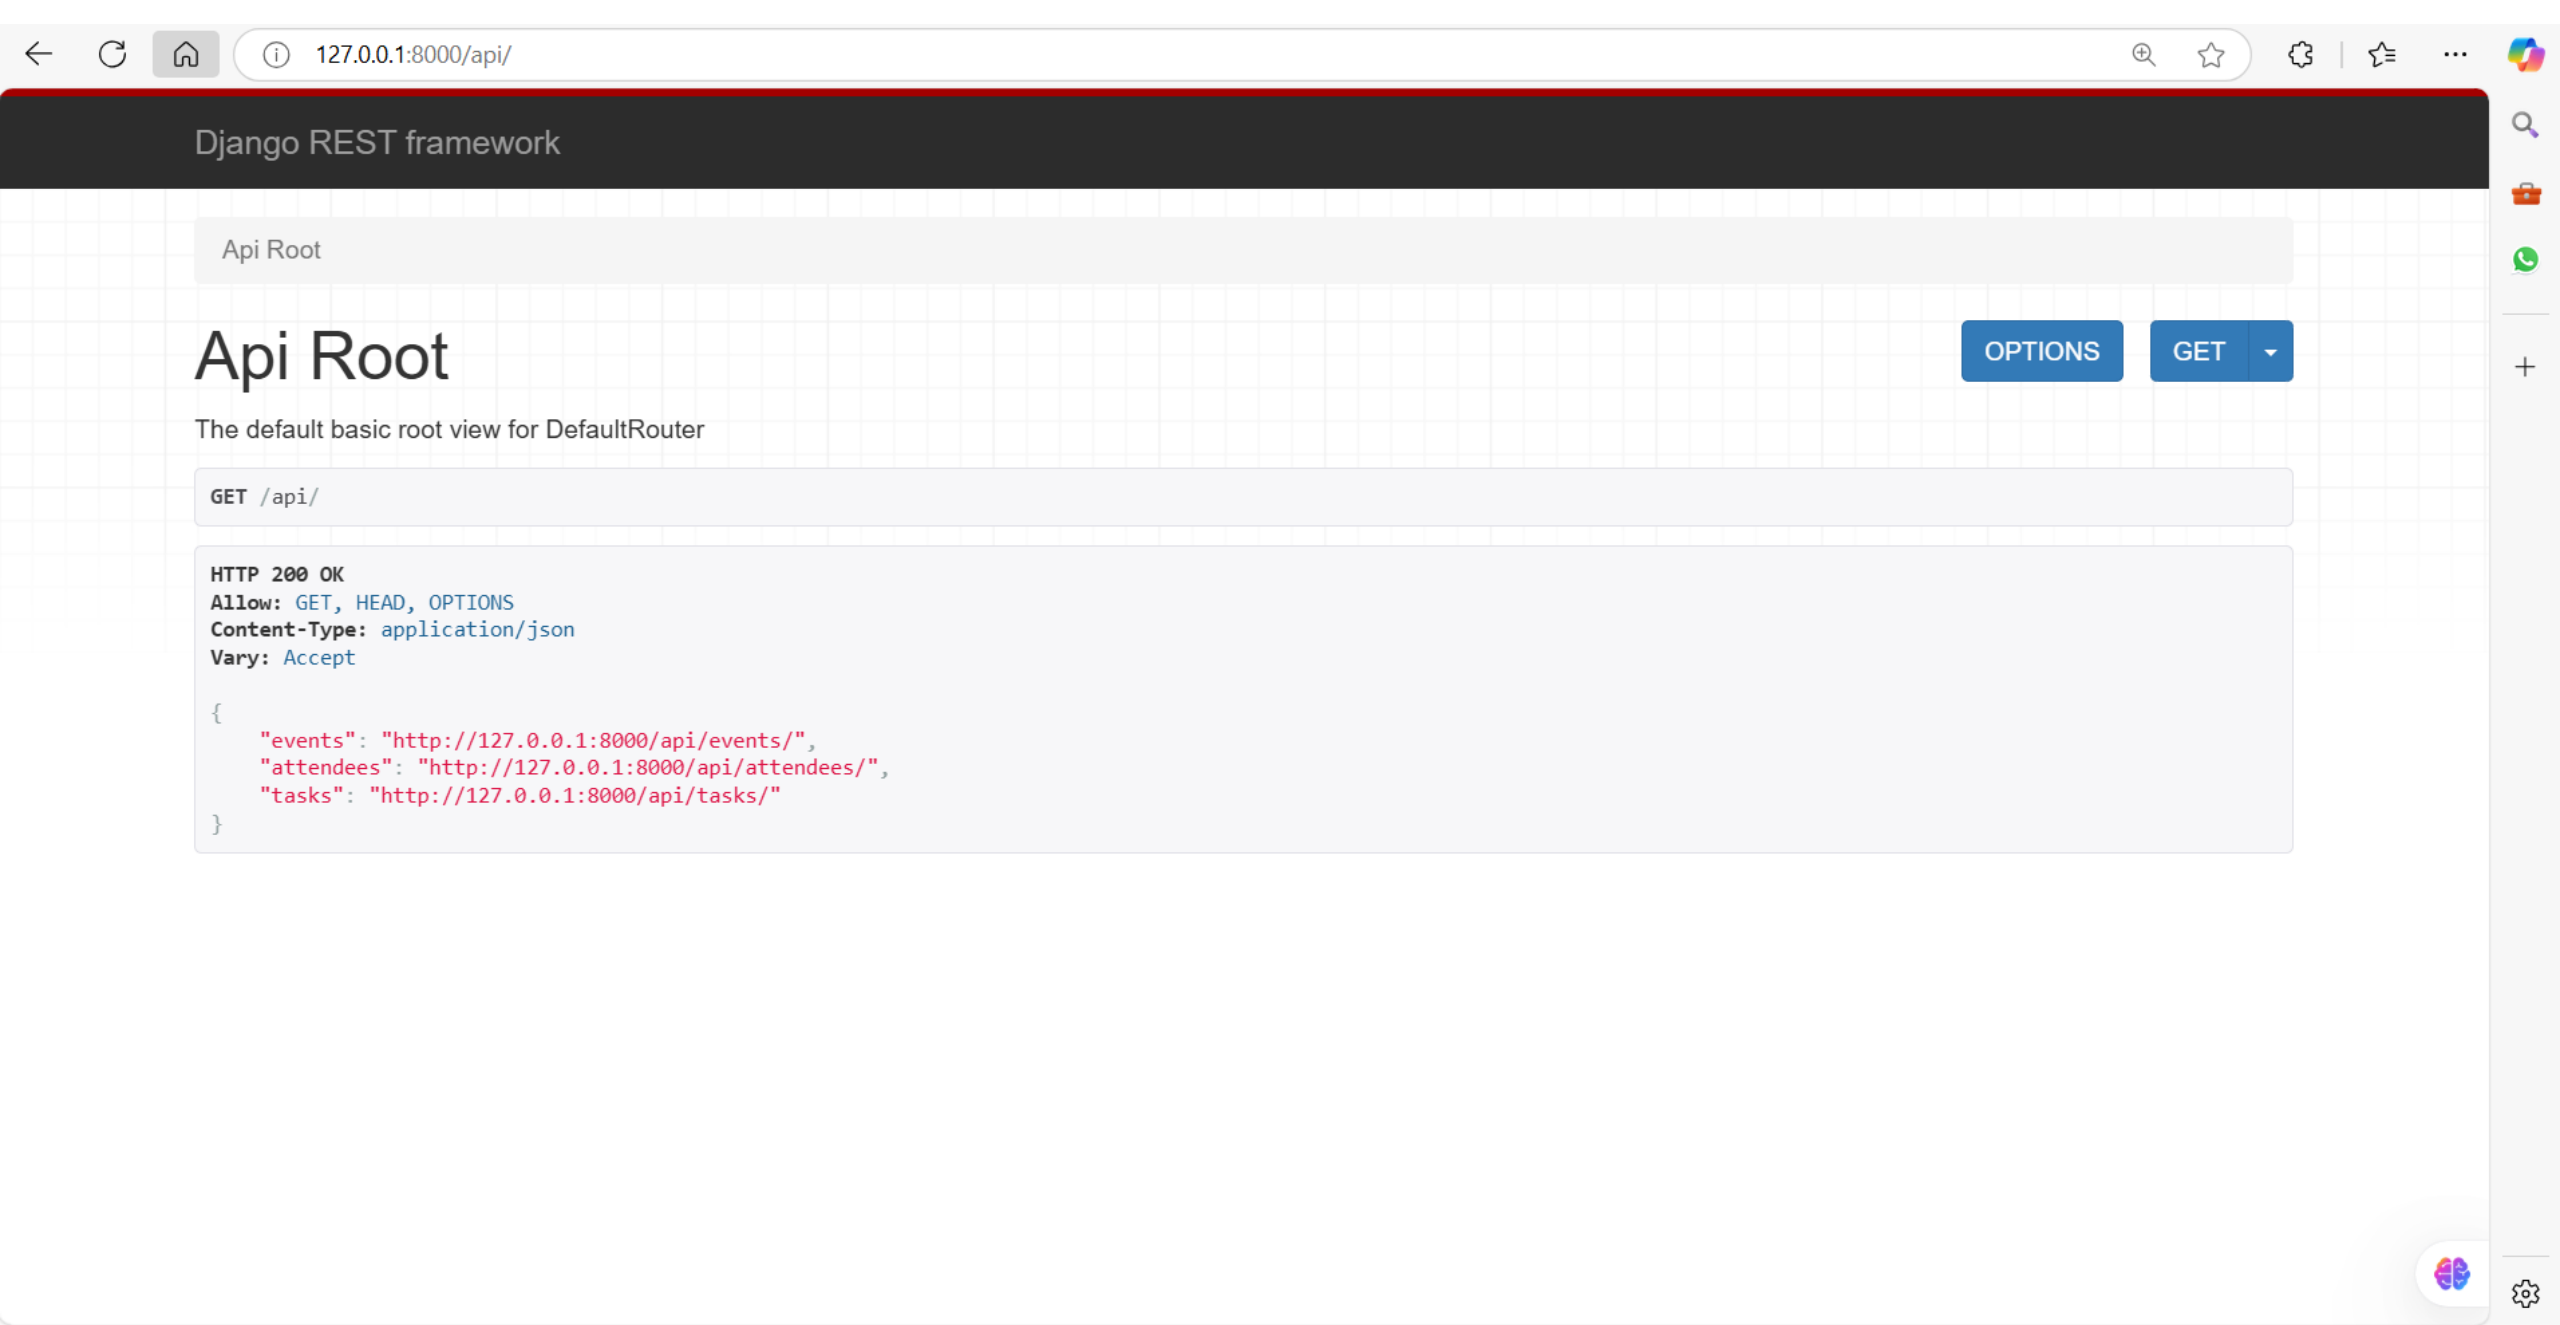 127.0.0.1:8000/api/
Django REST framework
Api Root
Api Root
OPTIONS
GET
The default basic root view for DefaultRouter
GET /api/
HTTP 200 OK
Allow: GET, HEAD, OPTIONS
Content-Type: application/json
Vary: Accept
{
    "events": "http://127.0.0.1:8000/api/events/",
    "attendees": "http://127.0.0.1:8000/api/attendees/",
    "tasks": "http://127.0.0.1:8000/api/tasks/"
}